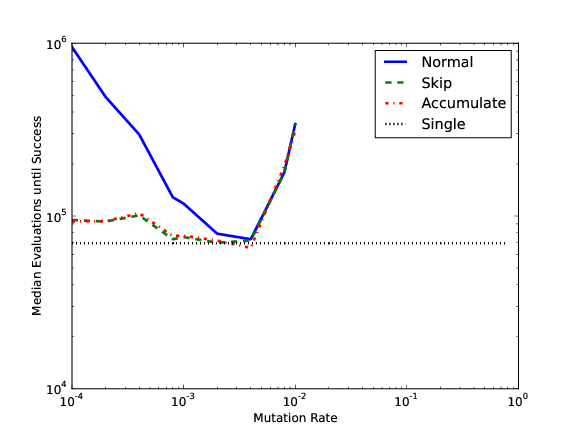 10^6
10^5
10^4
Median Evaluations until Success
Normal
Skip
Accumulate
Single
10^-4 10^-3 10^-2 10^-1 10^0
Mutation Rate